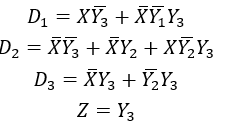 D₁ = XY̅₃ + X̅Y̅₁Y₃
D₂ = X̅Y̅₃ + X̅Y₂ + XY̅₂Y₃
D₃ = X̅Y₃ + Y̅₂Y₃
Z = Y₃